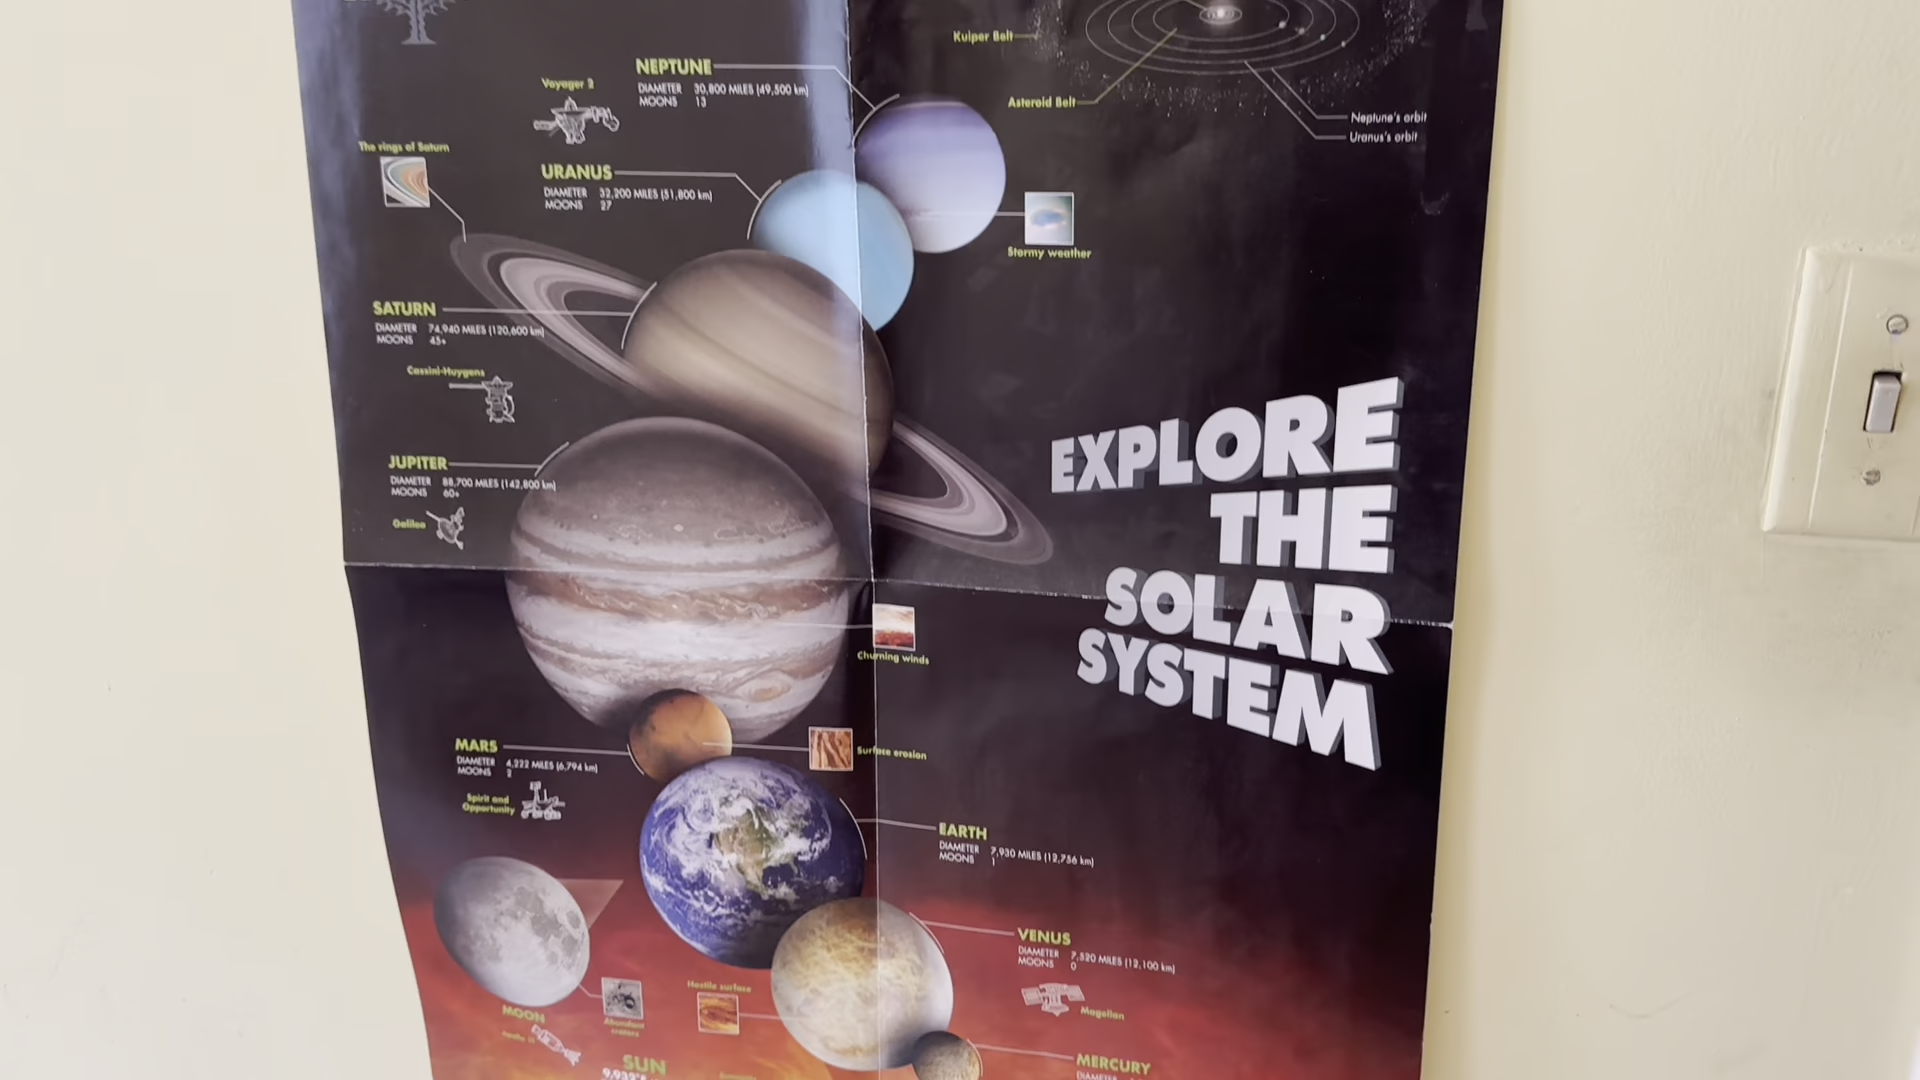 Kuiper Belt
NEPTUNE
DIAMETER 30,800 MILES (49,500 km)
MOONS 13
Voyager 2
Asteroid Belt
Neptune's orbit
Uranus's orbit
The rings of Saturn
URANUS
DIAMETER 32,200 MILES (51,800 km)
MOONS 27
Stormy weather
SATURN
DIAMETER 74,940 MILES (120,600 km)
MOONS 45+
Cassini-Huygens
EXPLORE
THE
SOLAR
SYSTEM
JUPITER
DIAMETER 88,700 MILES (142,800 km)
MOONS 60+
Galileo
Churning winds
MARS
DIAMETER 4,222 MILES (6,794 km)
MOONS 2
Surface erosion
Spirit and
Opportunity
EARTH
DIAMETER 7,930 MILES (12,756 km)
MOONS 1
VENUS
DIAMETER 7,520 MILES (12,100 km)
MOONS 0
Magellan
Hostile surface
MOON
Abundant
craters
Apollo 11
SUN
MERCURY
DIAMETER